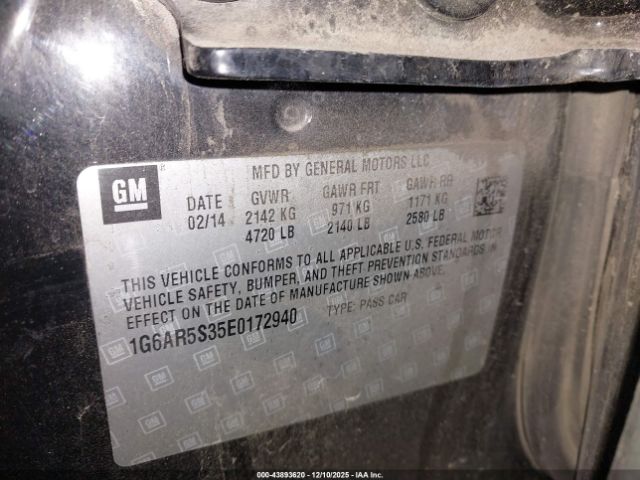 GM
MFD BY GENERAL MOTORS LLC
DATE GVWR GAWR FRT GAWR RR
02/14 2142 KG 971 KG 1171 KG
4720 LB 2140 LB 2580 LB
THIS VEHICLE CONFORMS TO ALL APPLICABLE U.S. FEDERAL MOTOR
VEHICLE SAFETY, BUMPER, AND THEFT PREVENTION STANDARDS IN
EFFECT ON THE DATE OF MANUFACTURE SHOWN ABOVE.
1G6AR5S35E0172940 TYPE: PASS CAR
000-43893620 | 12/10/2025 - IAA Inc.